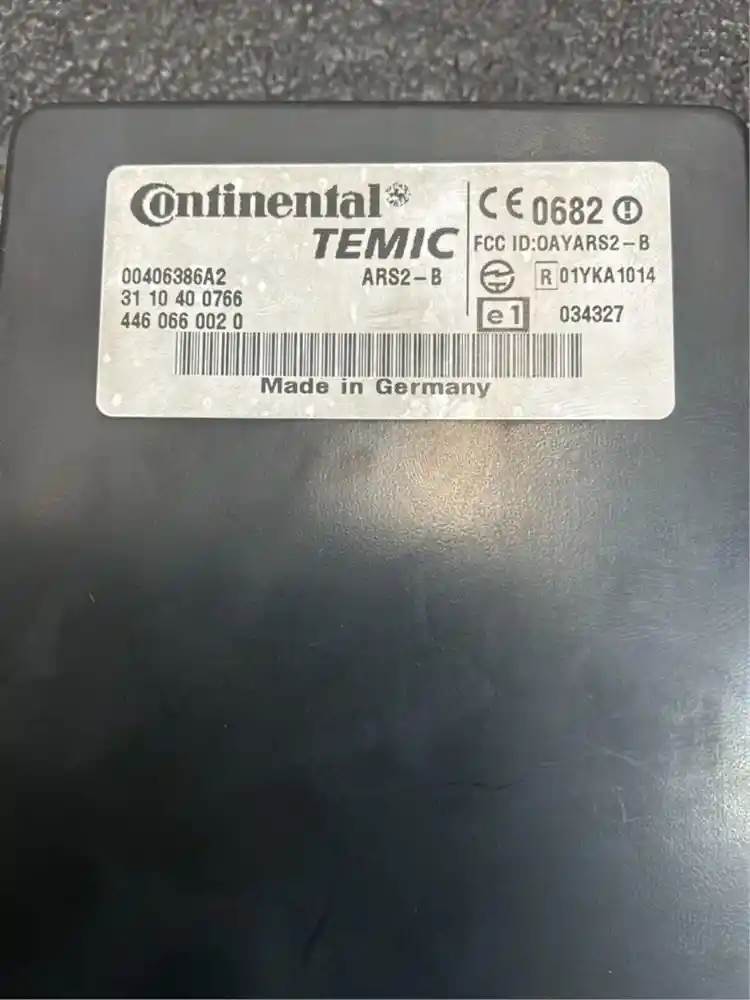 Continental
TEMIC
00406386A2 ARS2-B
31 10 40 0766
446 066 002 0
CE 0682
FCC ID:OAYARS2-B
R 01YKA1014
e1 034327
Made in Germany